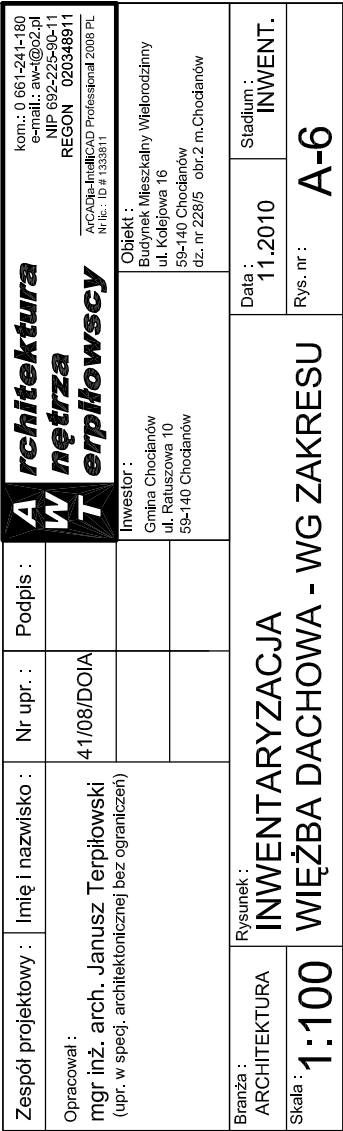 Zespół projektowy :
Imię i nazwisko :
Nr upr. :
Podpis :
Opracował :
mgr inż. arch. Janusz Terpiłowski
(upr. w specj. architektonicznej bez ograniczeń)
41/08/DOIA
Architektura
Wnętrza
Terpiłowscy
kom.: 0 661-241-180
e-mail.: aw-t@o2.pl
NIP 692-225-90-11
REGON 020348911
ArCADia-IntelliCAD Professional 2008 PL
Nr lic.: ID # 1333811
Inwestor :
Gmina Chocianów
ul. Ratuszowa 10
59-140 Chocianów
Obiekt :
Budynek Mieszkalny Wielorodzinny
ul. Kolejowa 16
59-140 Chocianów
dz. nr 228/5 obr.2 m.Chocianów
Branża :
ARCHITEKTURA
Rysunek :
INWENTARYZACJA
WIĘŹBA DACHOWA - WG ZAKRESU
Data :
11.2010
Stadium :
INWENT.
Skala :
1:100
Rys. nr :
A-6